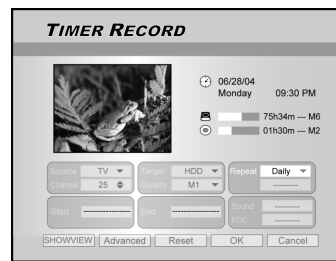 TIMER RECORD
06/28/04
Monday 09:30 PM
75h34m --- M6
01h30m --- M2
Source TV Target HDD Repeat Daily
Channel 25 Quality M1 ---------
Start --------------- End --------------- Sound ---------
PDC ---------
SHOWVIEW Advanced Reset OK Cancel